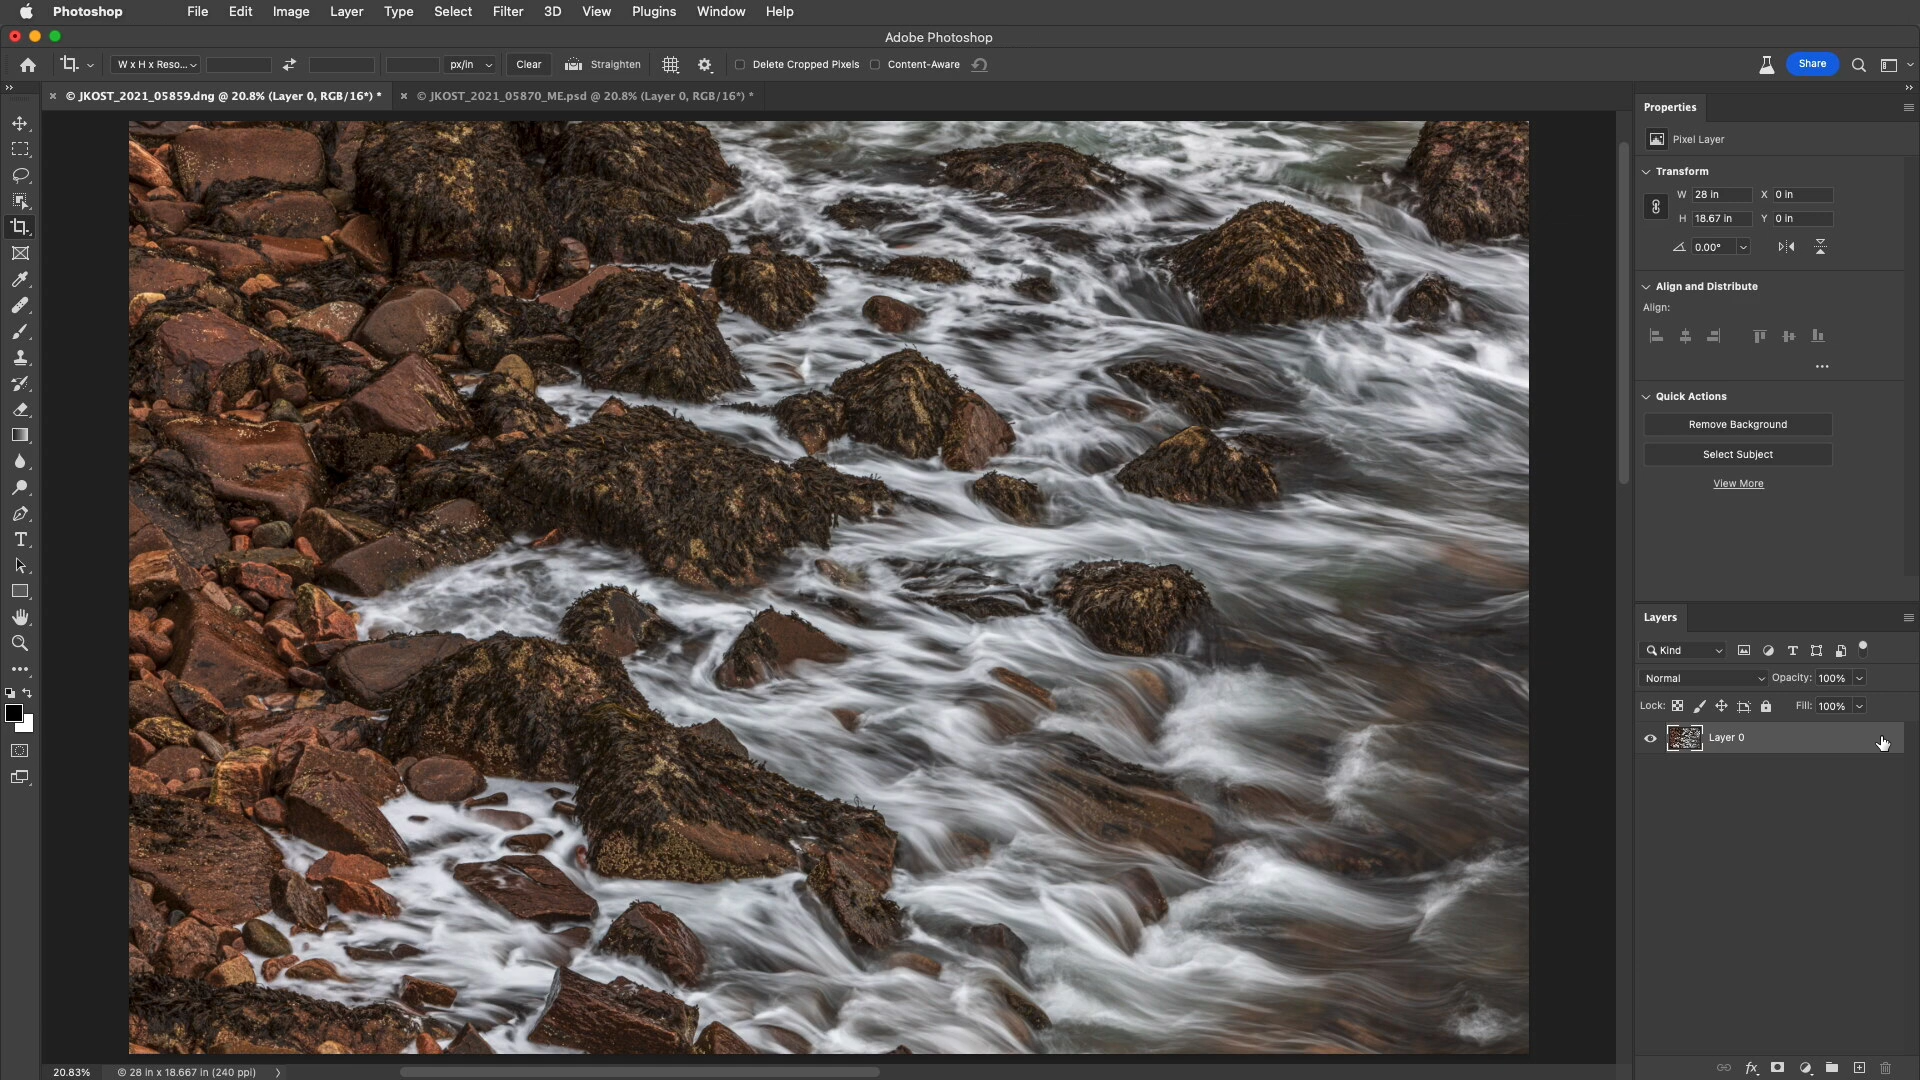 Photoshop File Edit Image Layer Type Select Filter 3D View Plugins Window Help
Adobe Photoshop
W x H x Reso... px/in Clear Straighten Delete Cropped Pixels Content-Aware Share
× © JKOST_2021_05859.dng @ 20.8% (Layer 0, RGB/16*) * × © JKOST_2021_05870_ME.psd @ 20.8% (Layer 0, RGB/16*) *
Properties
Pixel Layer
Transform
W 28 in X 0 in
H 18.67 in Y 0 in
0.00°
Align and Distribute
Align:
Quick Actions
Remove Background
Select Subject
View More
Layers
Kind
Normal Opacity: 100%
Lock: Fill: 100%
Layer 0
20.83% © 28 in x 18.667 in (240 ppi)